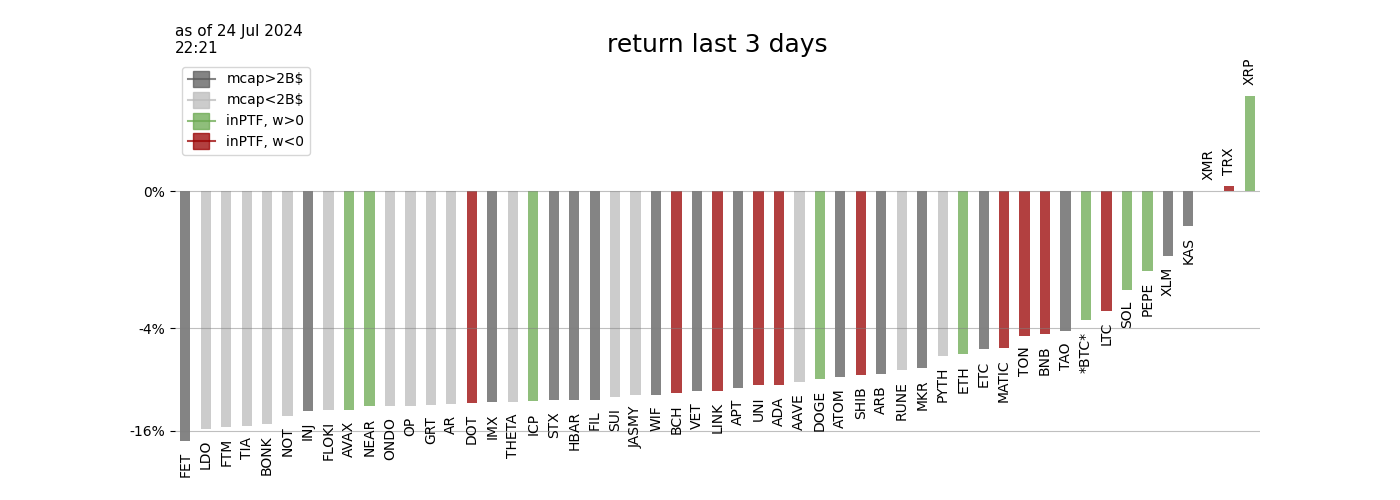 as of 24 Jul 2024
22:21
return last 3 days
mcap>2B$
mcap<2B$
inPTF, w>0
inPTF, w<0
0%
-4%
-16%
FET
LDO
FTM
TIA
BONK
NOT
INJ
FLOKI
AVAX
NEAR
ONDO
OP
GRT
AR
DOT
IMX
THETA
ICP
STX
HBAR
FIL
SUI
JASMY
WIF
BCH
VET
LINK
APT
UNI
ADA
AAVE
DOGE
ATOM
SHIB
ARB
RUNE
MKR
PYTH
ETH
ETC
MATIC
TON
BNB
TAO
*BTC*
LTC
SOL
PEPE
XLM
KAS
XMR
TRX
XRP